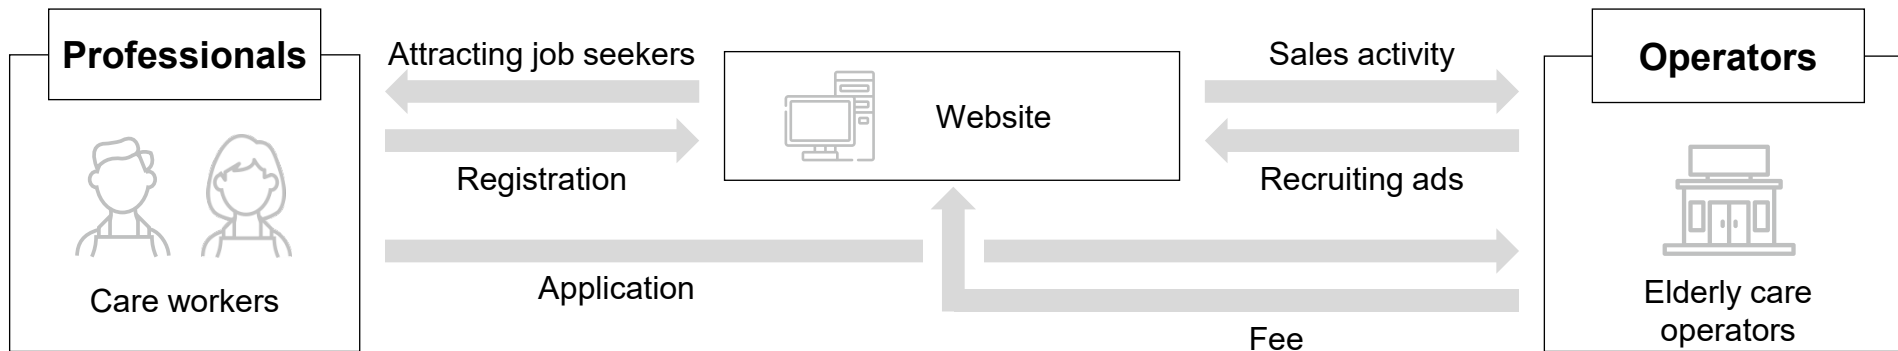 Professionals
Attracting job seekers
Sales activity
Operators
Website
Registration
Recruiting ads
Application
Care workers
Elderly care
operators
Fee